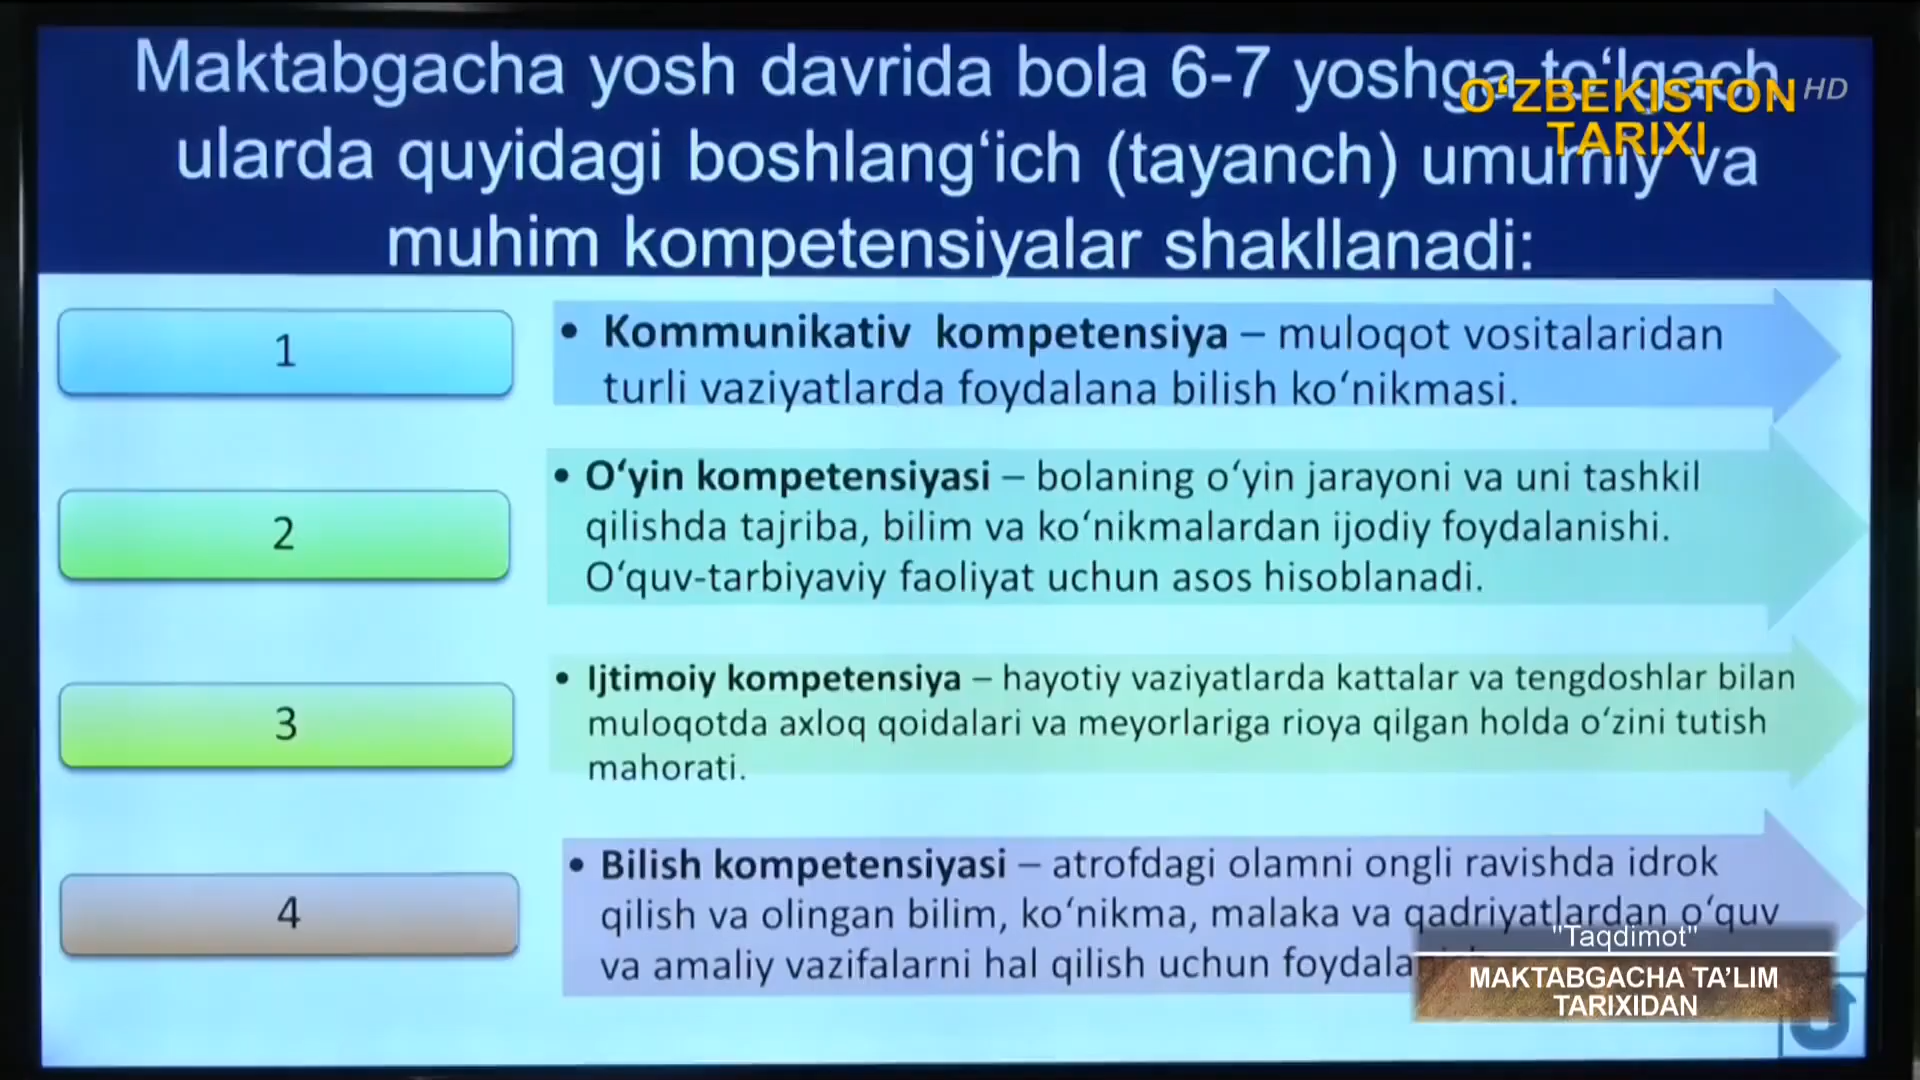 Maktabgacha yosh davrida bola 6-7 yoshga to‘lgach
ularda quyidagi boshlang‘ich (tayanch) umumiy va
muhim kompetensiyalar shakllanadi:
O‘ZBEKISTON HD
TARIXI
1
• Kommunikativ kompetensiya – muloqot vositalaridan
turli vaziyatlarda foydalana bilish ko‘nikmasi.
2
• O‘yin kompetensiyasi – bolaning o‘yin jarayoni va uni tashkil
qilishda tajriba, bilim va ko‘nikmalardan ijodiy foydalanishi.
O‘quv-tarbiyaviy faoliyat uchun asos hisoblanadi.
3
• Ijtimoiy kompetensiya – hayotiy vaziyatlarda kattalar va tengdoshlar bilan
muloqotda axloq qoidalari va meyorlariga rioya qilgan holda o‘zini tutish
mahorati.
4
• Bilish kompetensiyasi – atrofdagi olamni ongli ravishda idrok
qilish va olingan bilim, ko‘nikma, malaka va qadriyatlardan o‘quv
va amaliy vazifalarni hal qilish uchun
"Taqdimot"
MAKTABGACHA TA’LIM
TARIXIDAN